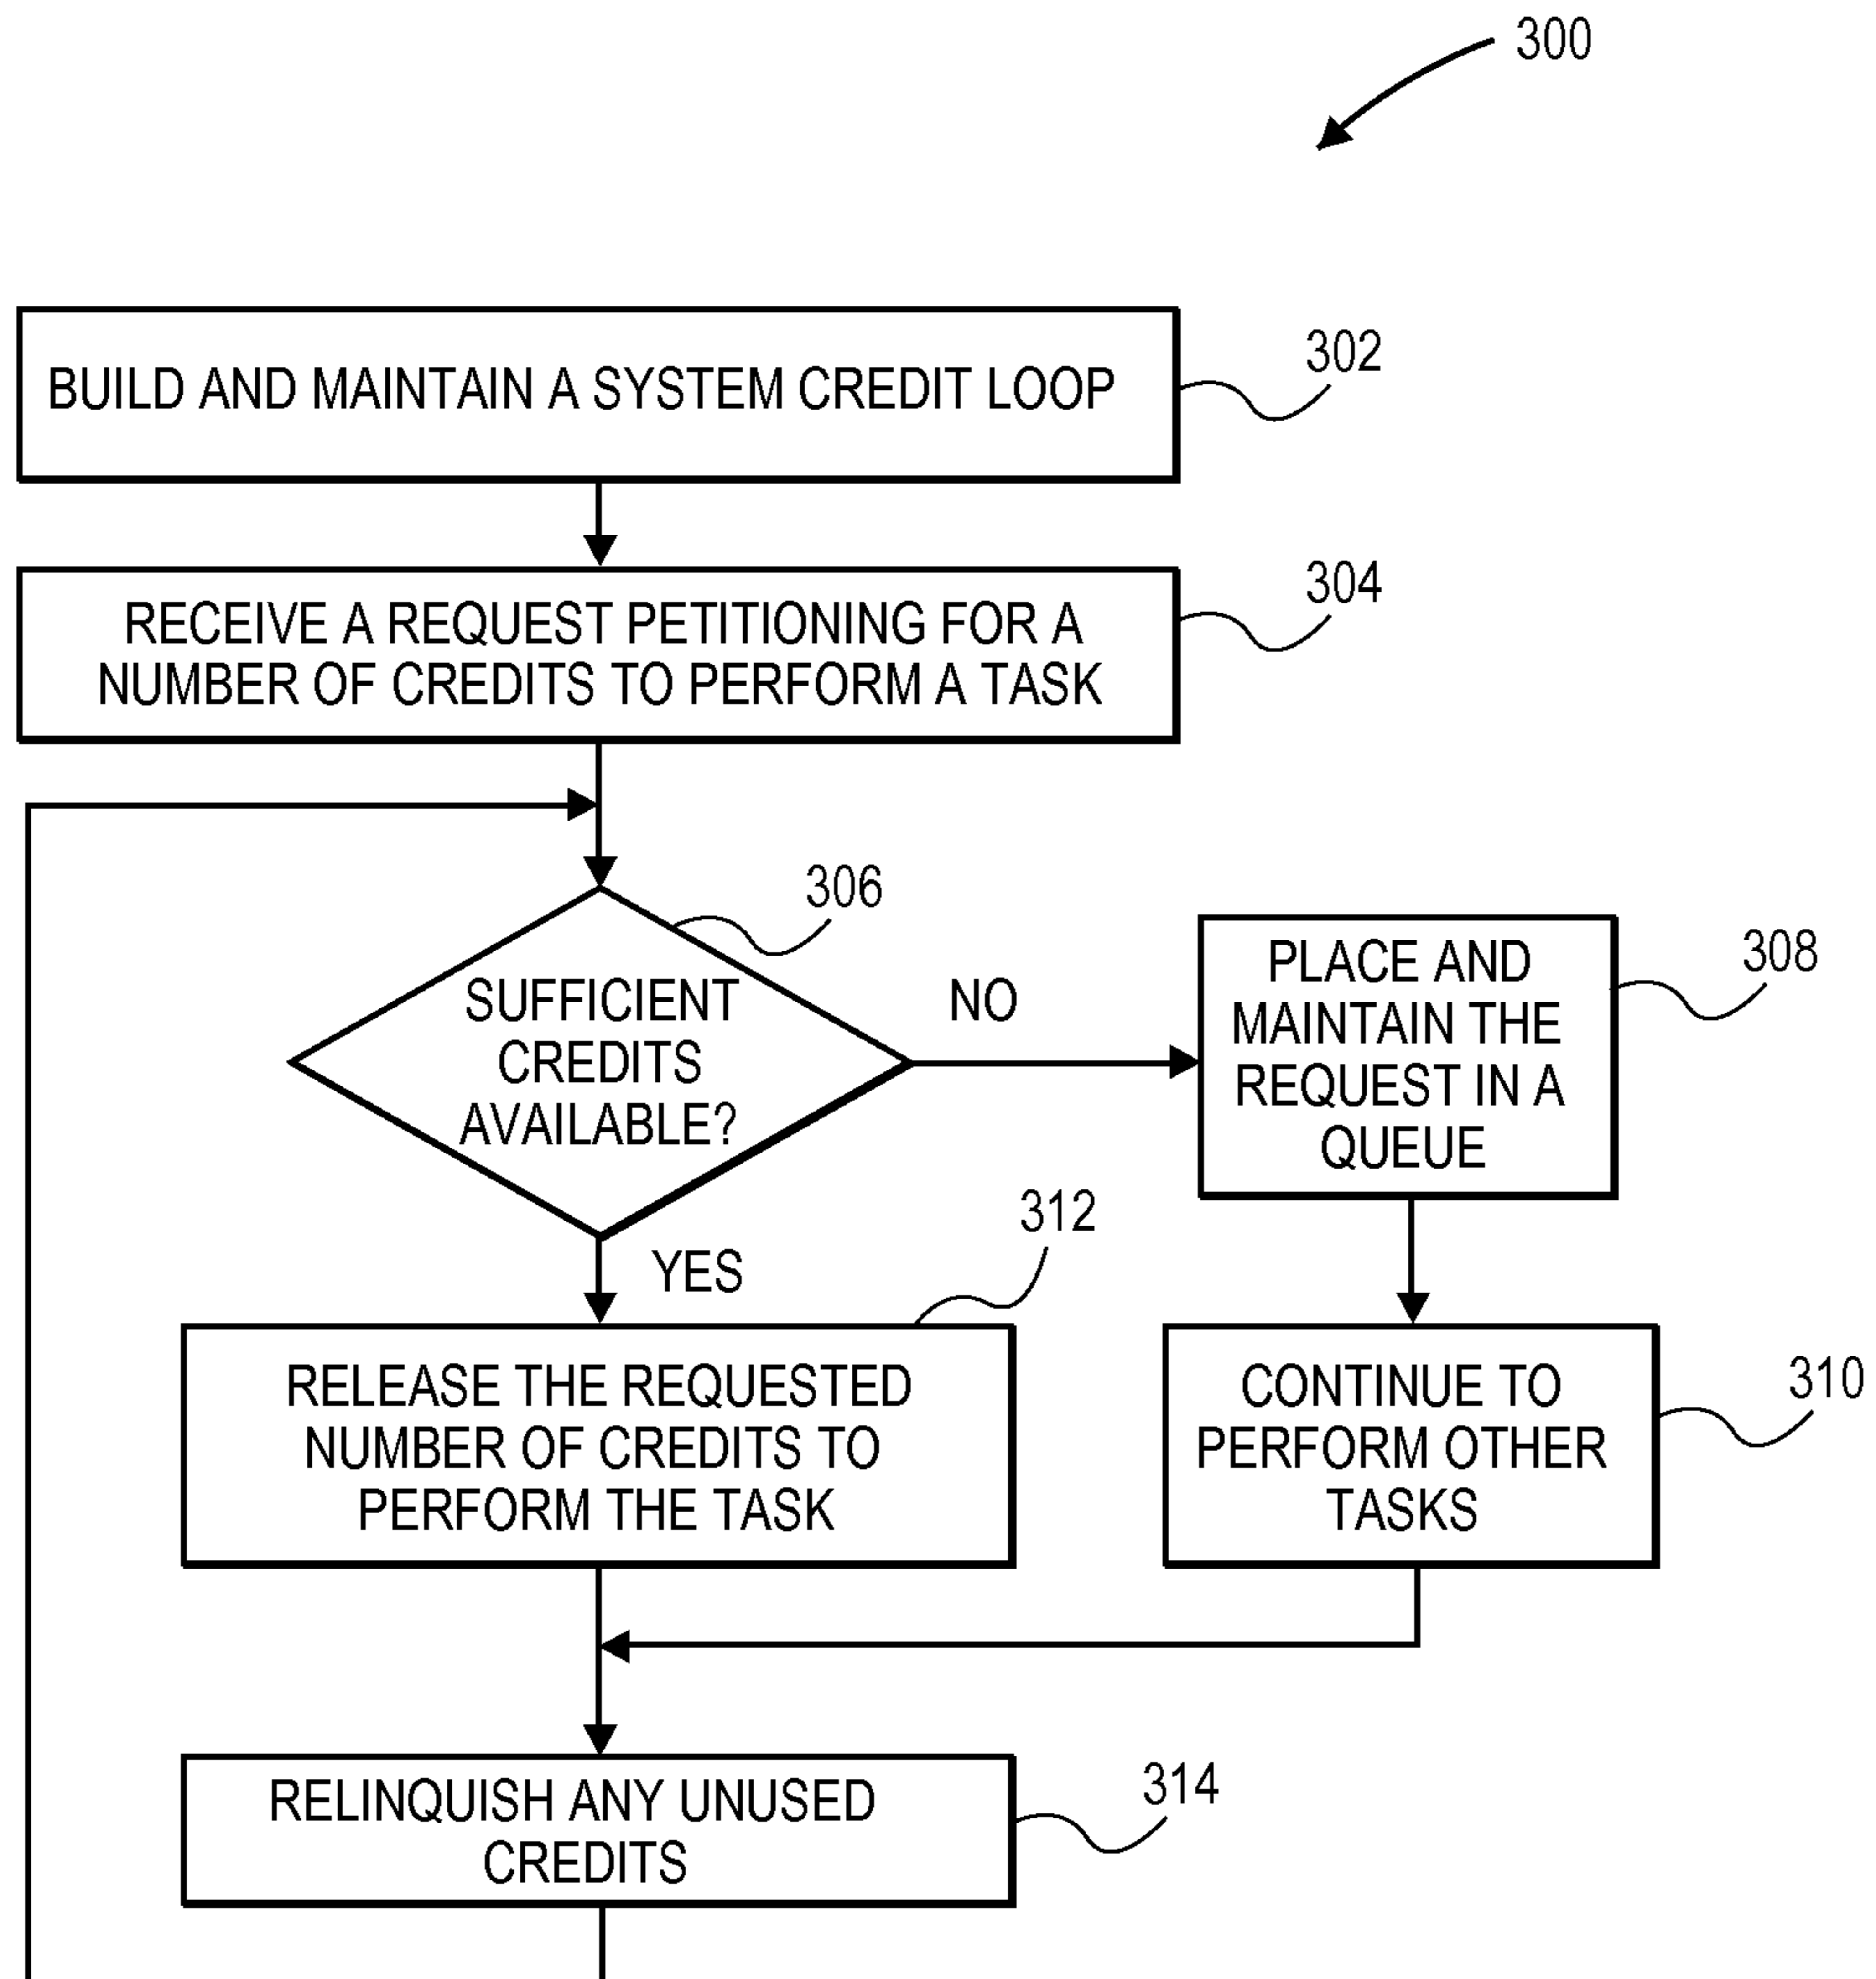 300
BUILD AND MAINTAIN A SYSTEM CREDIT LOOP
302
RECEIVE A REQUEST PETITIONING FOR A
NUMBER OF CREDITS TO PERFORM A TASK
304
306
SUFFICIENT
CREDITS
AVAILABLE?
NO
PLACE AND
MAINTAIN THE
REQUEST IN A
QUEUE
308
YES
312
RELEASE THE REQUESTED
NUMBER OF CREDITS TO
PERFORM THE TASK
CONTINUE TO
PERFORM OTHER
TASKS
310
RELINQUISH ANY UNUSED
CREDITS
314